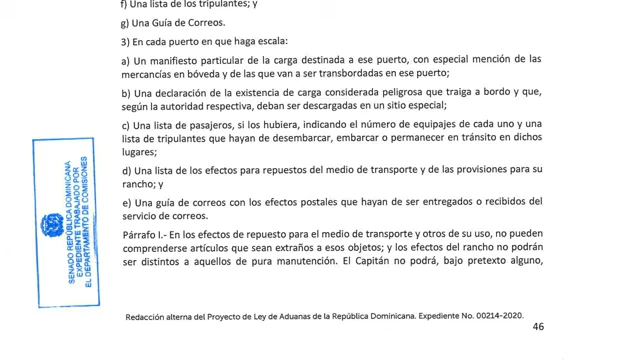 f) Una lista de los tripulantes; y
g) Una Guía de Correos.
3) En cada puerto en que haga escala:
a) Un manifiesto particular de la carga destinada a ese puerto, con especial mención de las
mercancías en bóveda y de las que van a ser transbordadas en ese puerto;
b) Una declaración de la existencia de carga considerada peligrosa que traiga a bordo y que,
según la autoridad respectiva, deban ser descargadas en un sitio especial;
c) Una lista de pasajeros, si los hubiera, indicando el número de equipajes de cada uno y una
lista de tripulantes que hayan de desembarcar, embarcar o permanecer en tránsito en dichos
lugares;
d) Una lista de los efectos para repuestos del medio de transporte y de las provisiones para su
rancho; y
e) Una guía de correos con los efectos postales que hayan de ser entregados o recibidos del
servicio de correos.
Párrafo I.- En los efectos de repuesto para el medio de transporte y otros de su uso, no pueden
comprenderse artículos que sean extraños a esos objetos; y los efectos del rancho no podrán
ser distintos a aquellos de pura manutención. El Capitán no podrá, bajo pretexto alguno,
SENADO REPÚBLICA DOMINICANA
EXPEDIENTE TRABAJADO POR
EL DEPARTAMENTO DE COMISIONES
Redacción alterna del Proyecto de Ley de Aduanas de la República Dominicana. Expediente No. 00214-2020.
46